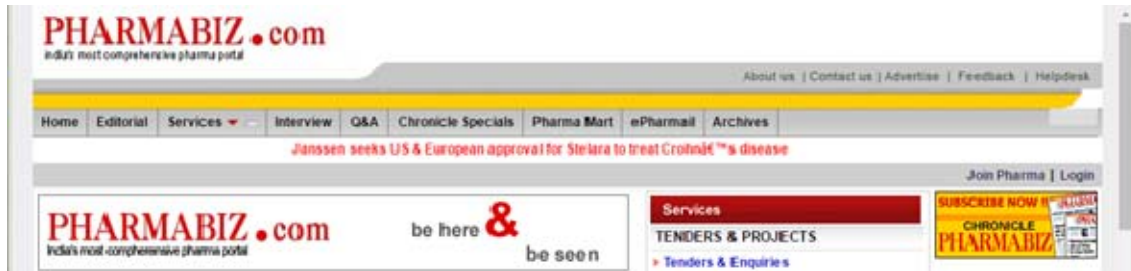 PHARMABIZ.com
india's most comprehensive pharma portal
About us | Contact us | Advertise | Feedback | Helpdesk
Home Editorial Services Interview Q&A Chronicle Specials Pharma Mart ePharmail Archives
Janssen seeks US & European approval for Stelara to treat Crohnâ€™s disease
Join Pharma | Login
PHARMABIZ.com
India's most comprehensive pharma portal
be here &
be seen
Services
TENDERS & PROJECTS
Tenders & Enquiries
SUBSCRIBE NOW !!
CHRONICLE
PHARMABIZ